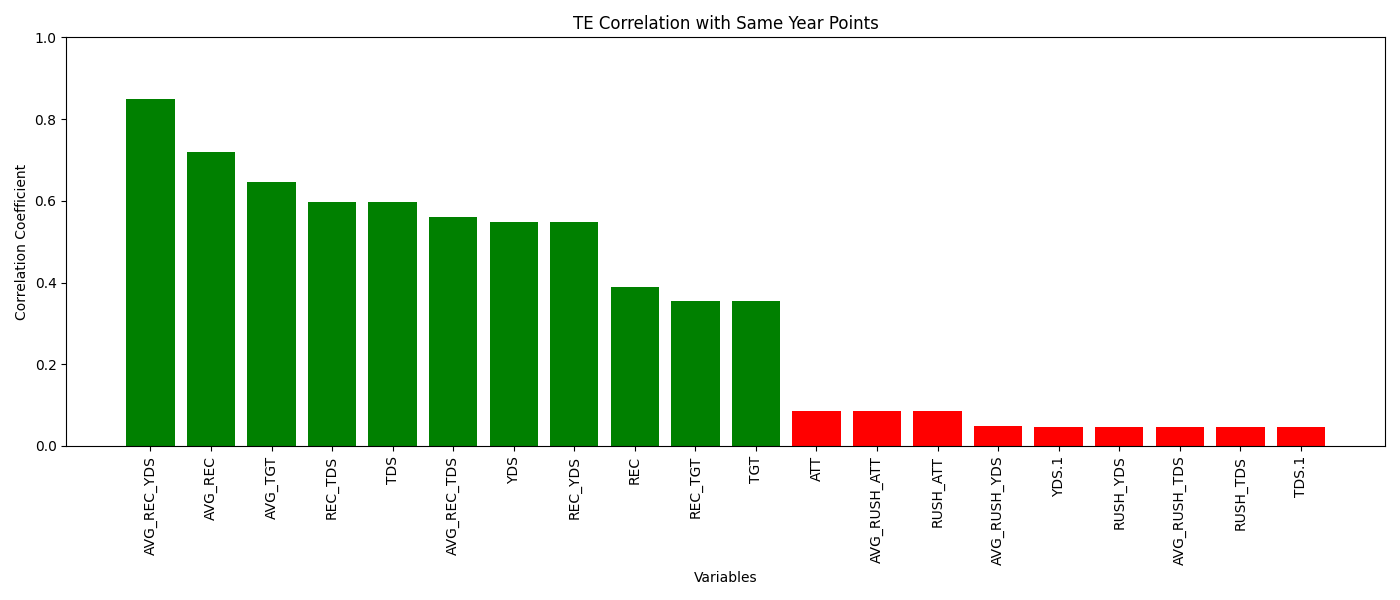 TE Correlation with Same Year Points
Correlation Coefficient
1.0
0.8
0.6
0.4
0.2
0.0
AVG_REC_YDS
AVG_REC
AVG_TGT
REC_TDS
TDS
AVG_REC_TDS
YDS
REC_YDS
REC
REC_TGT
TGT
ATT
AVG_RUSH_ATT
RUSH_ATT
AVG_RUSH_YDS
YDS.1
RUSH_YDS
AVG_RUSH_TDS
RUSH_TDS
TDS.1
Variables